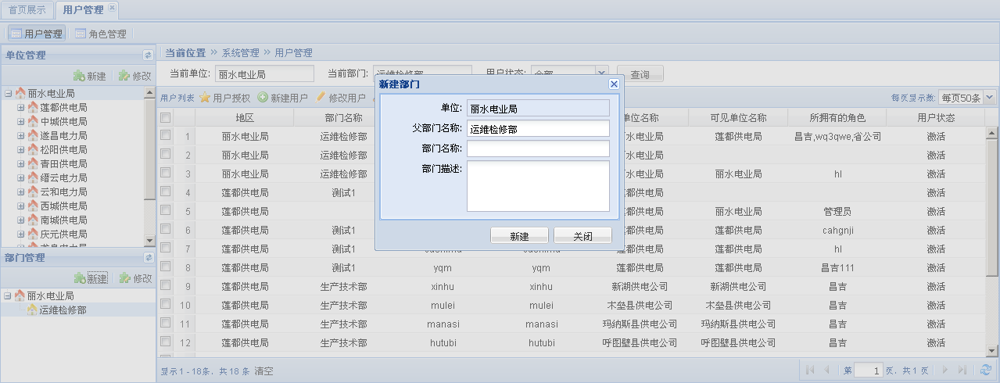 首页展示 用户管理
用户管理 角色管理
单位管理 当前位置 » 系统管理 » 用户管理
新建 修改 当前单位: 丽水电业局 当前部门: 运维检修部 用户状态: 全部 查询
新建部门
单位: 丽水电业局
父部门名称: 运维检修部
部门名称:
部门描述:
新建 关闭
丽水电业局
莲都供电局
中城供电局
遂昌电力局
松阳供电局
青田供电局
缙云电力局
云和电力局
西城供电局
南城供电局
庆元供电局
龙泉电力局
部门管理
新建 修改
丽水电业局
运维检修部
用户列表 用户授权 新建用户 修改用户 每页显示数: 每页50条
地区 部门名称 单位名称 可见单位名称 所拥有的角色 用户状态
1 丽水电业局 运维检修部 水电业局 莲都供电局 昌吉,wq3qwe,省公司 激活
2 丽水电业局 运维检修部 水电业局 激活
3 丽水电业局 运维检修部 水电业局 丽水电业局 hl 激活
4 莲都供电局 测试1 都供电局 激活
5 莲都供电局 都供电局 丽水电业局 管理员 激活
6 莲都供电局 测试1 都供电局 莲都供电局 cahgnji 激活
7 莲都供电局 测试1 都供电局 莲都供电局 hl 激活
8 莲都供电局 测试1 yqm yqm 莲都供电局 莲都供电局 昌吉111 激活
9 莲都供电局 生产技术部 xinhu xinhu 新湖供电公司 新湖供电公司 昌吉 激活
10 莲都供电局 生产技术部 mulei mulei 木垒县供电公司 木垒县供电公司 昌吉 激活
11 莲都供电局 生产技术部 manasi manasi 玛纳斯县供电公司 玛纳斯县供电公司 昌吉 激活
12 莲都供电局 生产技术部 hutubi hutubi 呼图壁县供电公司 呼图壁县供电公司 昌吉 激活
显示 1 - 18条, 共 18 条 清空 第 1 页, 共 1 页